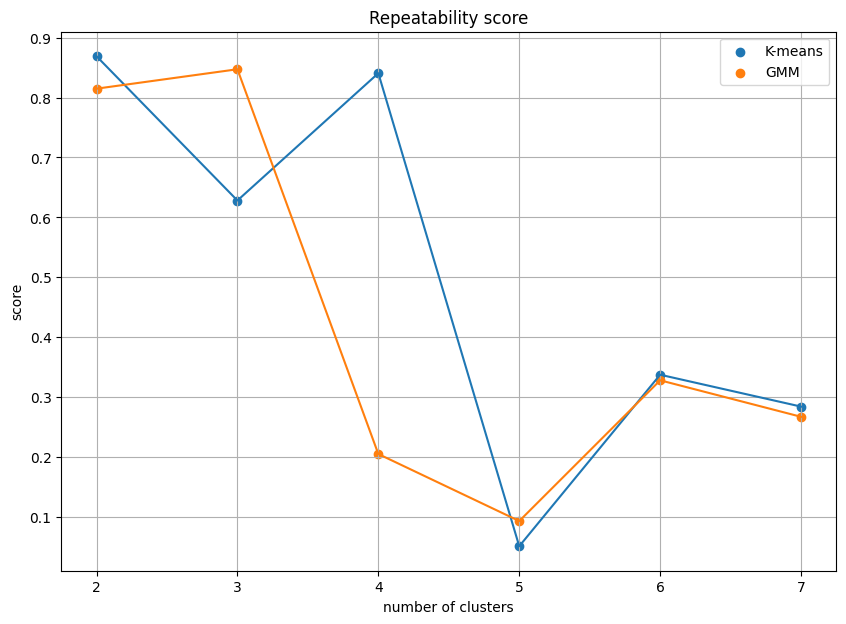 Repeatability score
K-means
GMM
0.9
0.8
0.7
0.6
0.5
0.4
0.3
0.2
0.1
score
2 3 4 5 6 7
number of clusters